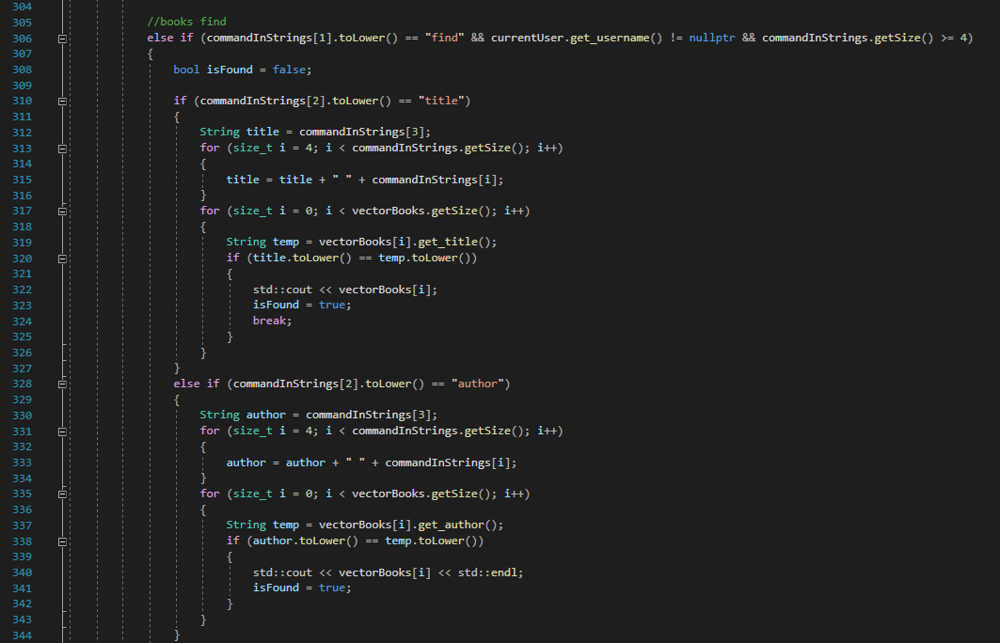 304
305 //books find
306 else if (commandInStrings[1].toLower() == "find" && currentUser.get_username() != nullptr && commandInStrings.getSize() >= 4)
307 {
308 bool isFound = false;
309
310 if (commandInStrings[2].toLower() == "title")
311 {
312 String title = commandInStrings[3];
313 for (size_t i = 4; i < commandInStrings.getSize(); i++)
314 {
315 title = title + " " + commandInStrings[i];
316 }
317 for (size_t i = 0; i < vectorBooks.getSize(); i++)
318 {
319 String temp = vectorBooks[i].get_title();
320 if (title.toLower() == temp.toLower())
321 {
322 std::cout << vectorBooks[i];
323 isFound = true;
324 break;
325 }
326 }
327 }
328 else if (commandInStrings[2].toLower() == "author")
329 {
330 String author = commandInStrings[3];
331 for (size_t i = 4; i < commandInStrings.getSize(); i++)
332 {
333 author = author + " " + commandInStrings[i];
334 }
335 for (size_t i = 0; i < vectorBooks.getSize(); i++)
336 {
337 String temp = vectorBooks[i].get_author();
338 if (author.toLower() == temp.toLower())
339 {
340 std::cout << vectorBooks[i] << std::endl;
341 isFound = true;
342 }
343 }
344 }